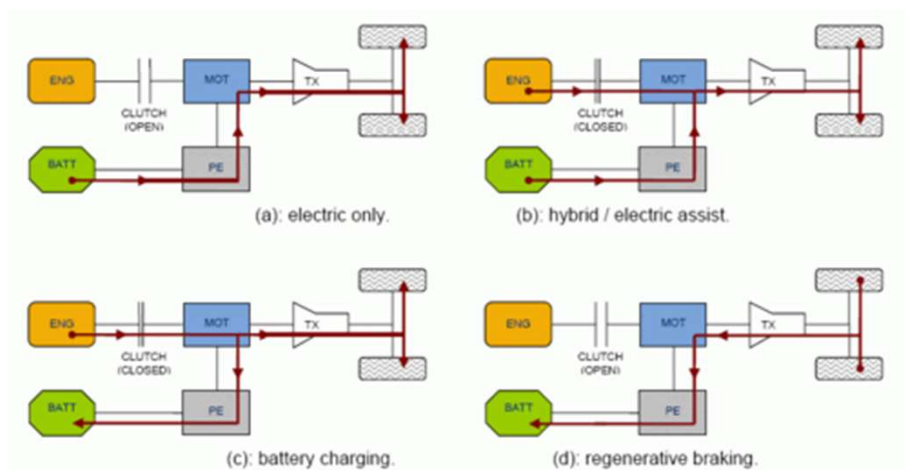 ENG
MOT
TX
CLUTCH
(OPEN)
BATT
PE
(a): electric only.
ENG
MOT
TX
CLUTCH
(CLOSED)
BATT
PE
(b): hybrid / electric assist.
ENG
MOT
TX
CLUTCH
(CLOSED)
BATT
PE
(c): battery charging.
ENG
MOT
TX
CLUTCH
(OPEN)
BATT
PE
(d): regenerative braking.